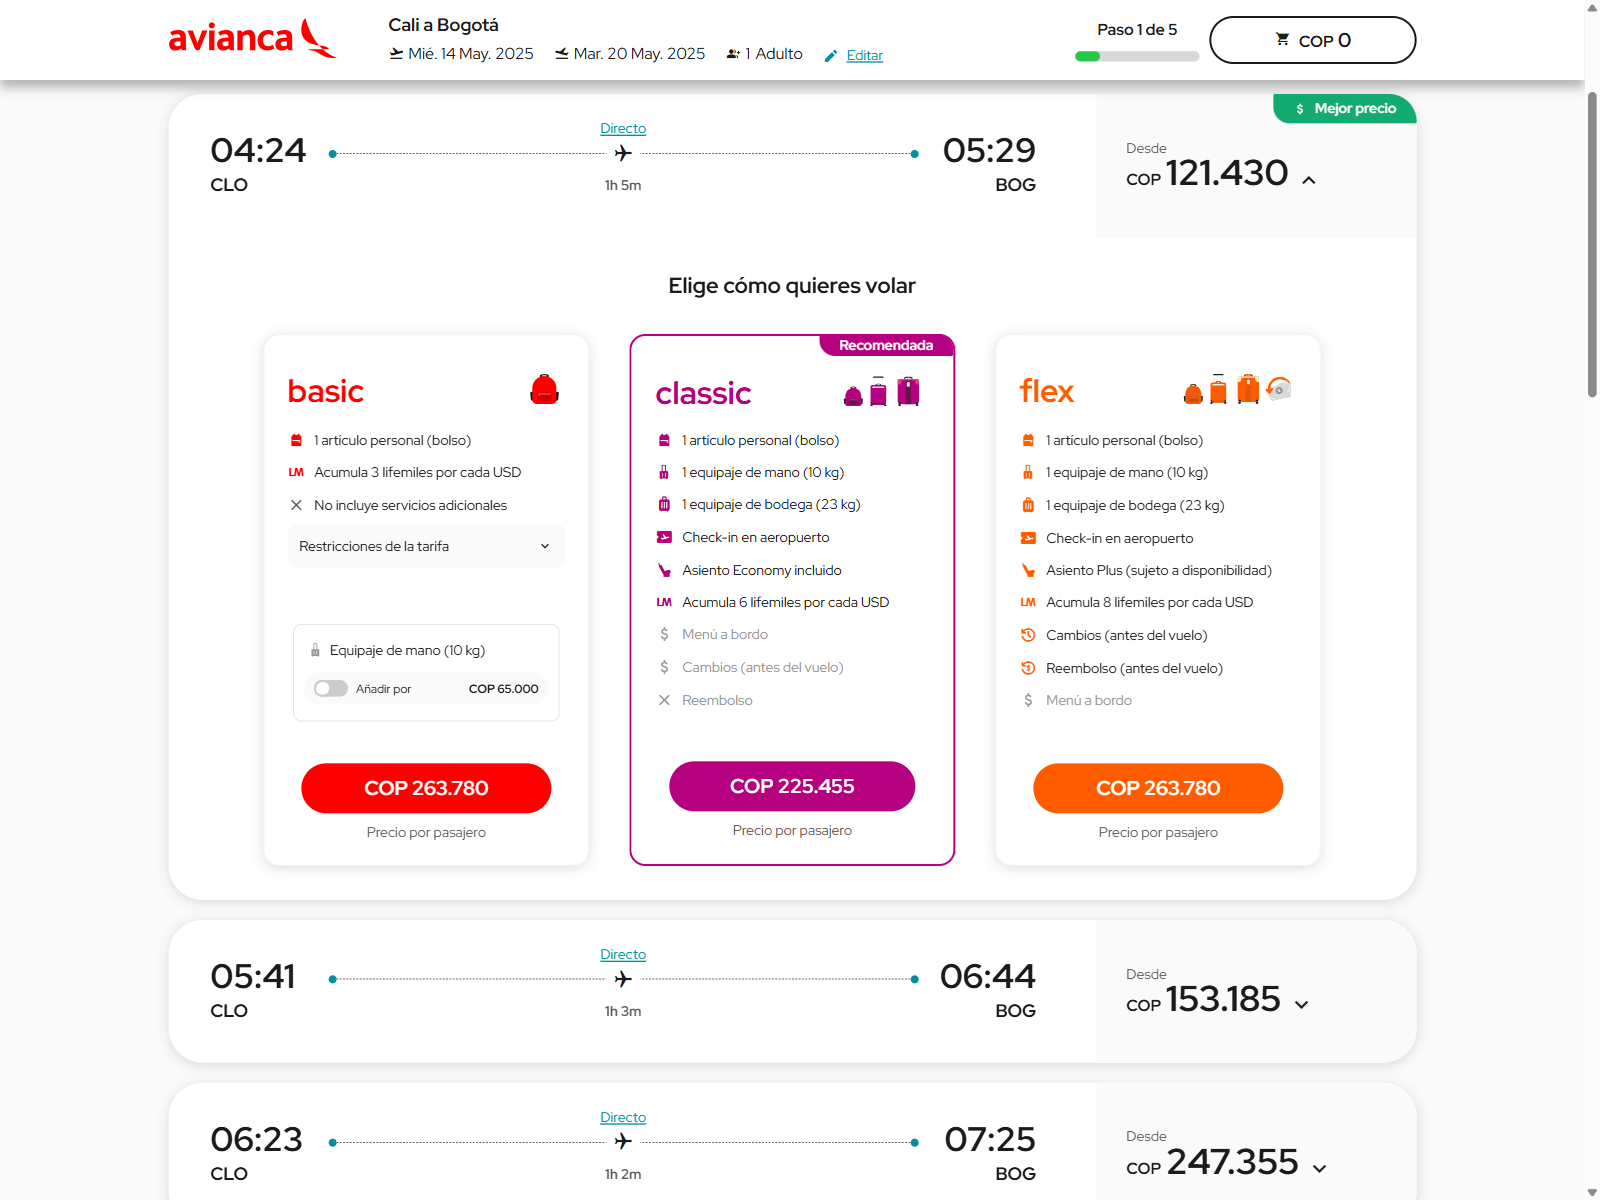 avianca
Cali a Bogotá
Mié. 14 May. 2025
Mar. 20 May. 2025
1 Adulto
Editar
Paso 1 de 5
COP 0
Mejor precio
04:24
CLO
Directo
1h 5m
05:29
BOG
Desde
COP 121.430
Elige cómo quieres volar
basic
1 artículo personal (bolso)
LM Acumula 3 lifemiles por cada USD
No incluye servicios adicionales
Restricciones de la tarifa
Equipaje de mano (10 kg)
Añadir por COP 65.000
COP 263.780
Precio por pasajero
Recomendada
classic
1 artículo personal (bolso)
1 equipaje de mano (10 kg)
1 equipaje de bodega (23 kg)
Check-in en aeropuerto
Asiento Economy incluido
LM Acumula 6 lifemiles por cada USD
$ Menú a bordo
$ Cambios (antes del vuelo)
Reembolso
COP 225.455
Precio por pasajero
flex
1 artículo personal (bolso)
1 equipaje de mano (10 kg)
1 equipaje de bodega (23 kg)
Check-in en aeropuerto
Asiento Plus (sujeto a disponibilidad)
LM Acumula 8 lifemiles por cada USD
Cambios (antes del vuelo)
Reembolso (antes del vuelo)
$ Menú a bordo
COP 263.780
Precio por pasajero
05:41
CLO
Directo
1h 3m
06:44
BOG
Desde
COP 153.185
06:23
CLO
Directo
1h 2m
07:25
BOG
Desde
COP 247.355